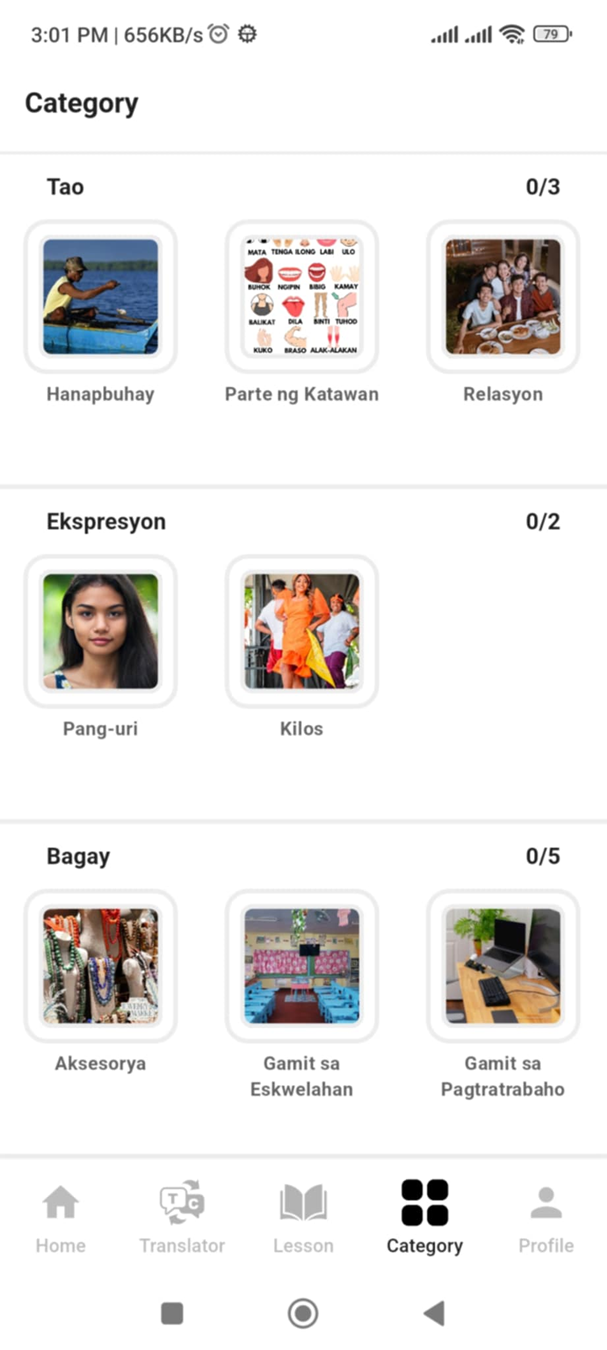 3:01 PM | 656KB/s
79
Category
Tao 0/3
MATA TENGA ILONG LABI ULO
BUHOK NGIPIN BIBIG KAMAY
BALIKAT DILA BINTI TUHOD
KUKO BRASO ALAK-ALAKAN
Hanapbuhay Parte ng Katawan Relasyon
Ekspresyon 0/2
Pang-uri Kilos
Bagay 0/5
Aksesorya Gamit sa Gamit sa
Eskwelahan Pagtratrabaho
T C
Home Translator Lesson Category Profile